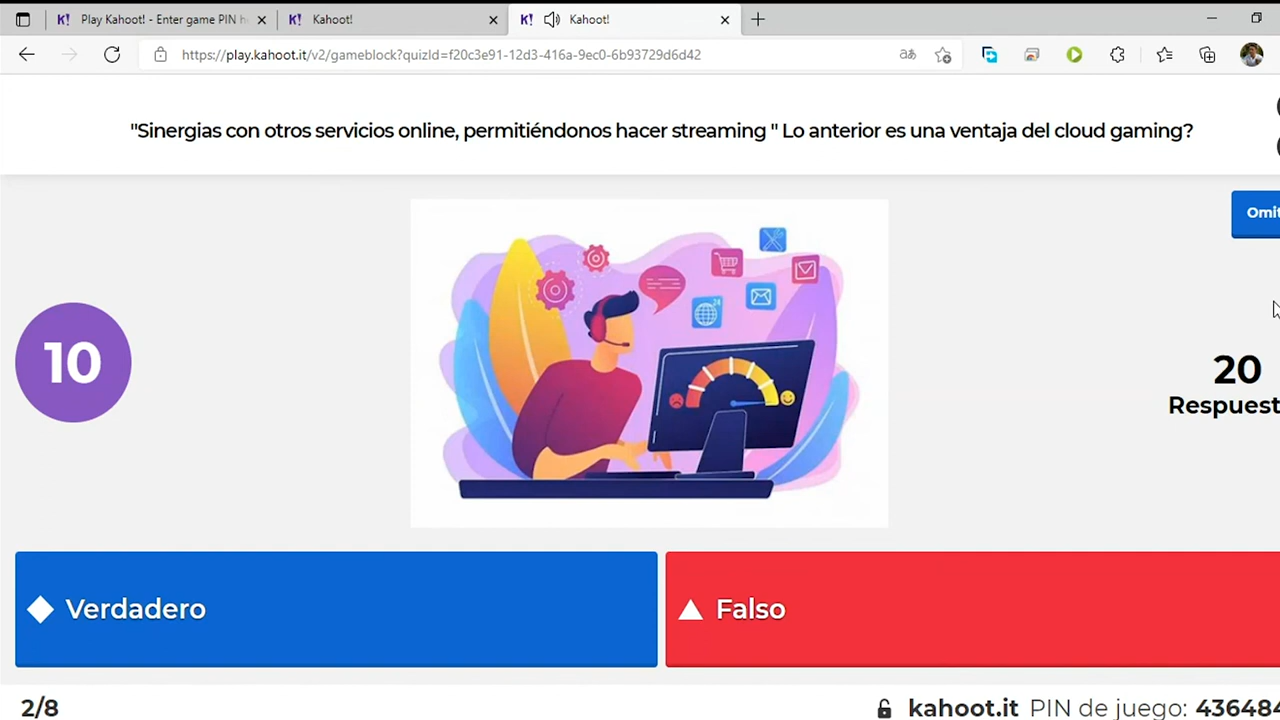 K! Play Kahoot! - Enter game PIN h
K! Kahoot!
K! Kahoot!
https://play.kahoot.it/v2/gameblock?quizId=f20c3e91-12d3-416a-9ec0-6b93729d6d42
"Sinergias con otros servicios online, permitiéndonos hacer streaming " Lo anterior es una ventaja del cloud gaming?
Omit
24
10
20
Respuest
Verdadero
Falso
2/8
kahoot.it PIN de juego: 436484